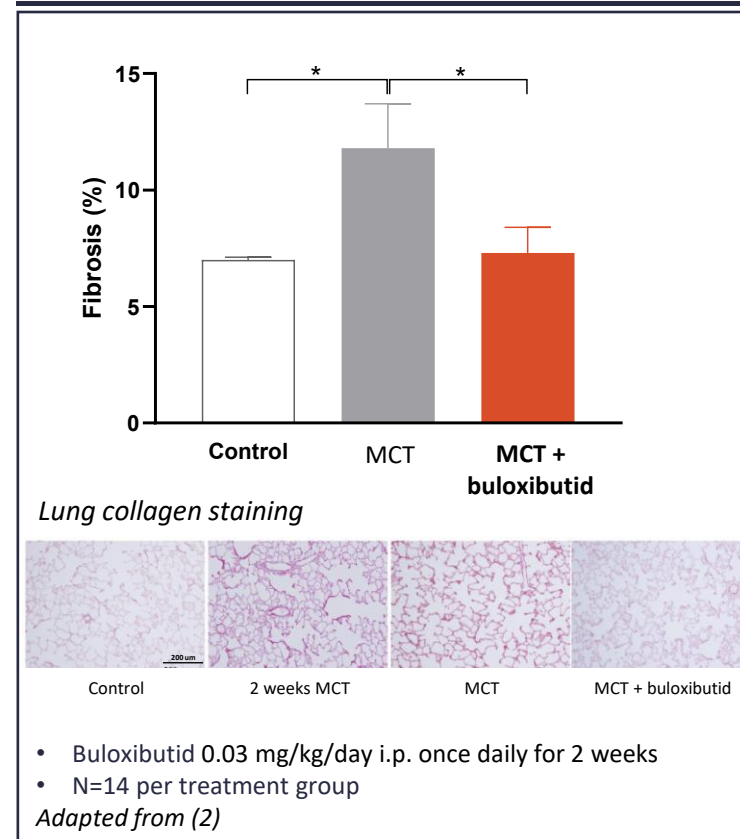 15
* *
10
5
0
Fibrosis (%)
Control MCT MCT +
buloxibutid
Lung collagen staining
200 um
Control 2 weeks MCT MCT MCT + buloxibutid
• Buloxibutid 0.03 mg/kg/day i.p. once daily for 2 weeks
• N=14 per treatment group
Adapted from (2)